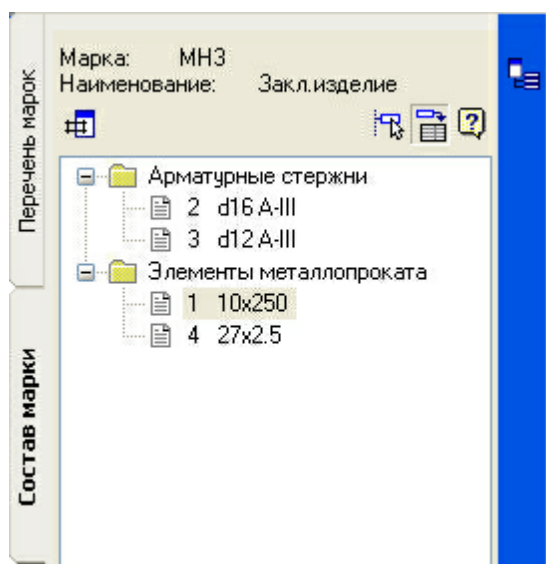 Марка: МН3
Наименование: Закл.изделие
Перечень марок
Состав марки
Арматурные стержни
2 d16 A-III
3 d12 A-III
Элементы металлопроката
1 10x250
4 27x2.5